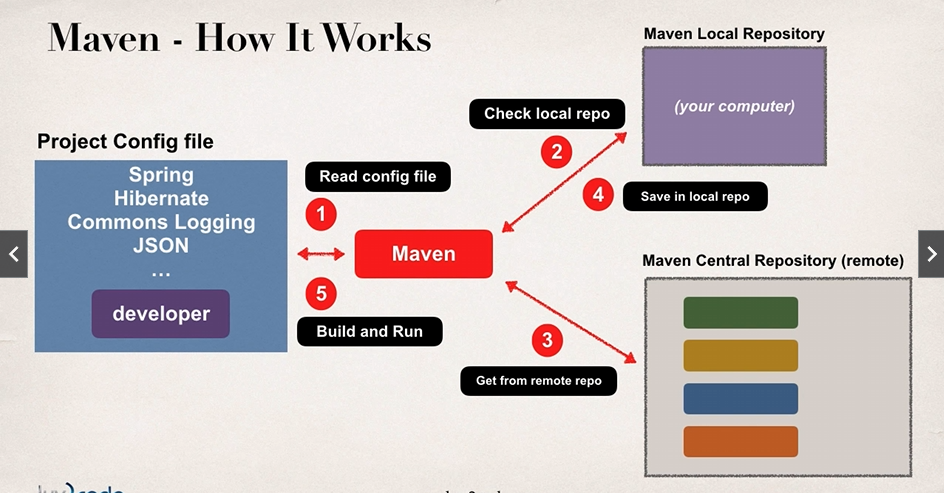 Maven - How It Works
Maven Local Repository
(your computer)
Check local repo
2
Project Config file
Spring
Hibernate
Commons Logging
JSON
...
developer
Read config file
1
4
Save in local repo
Maven
Maven Central Repository (remote)
5
Build and Run
3
Get from remote repo